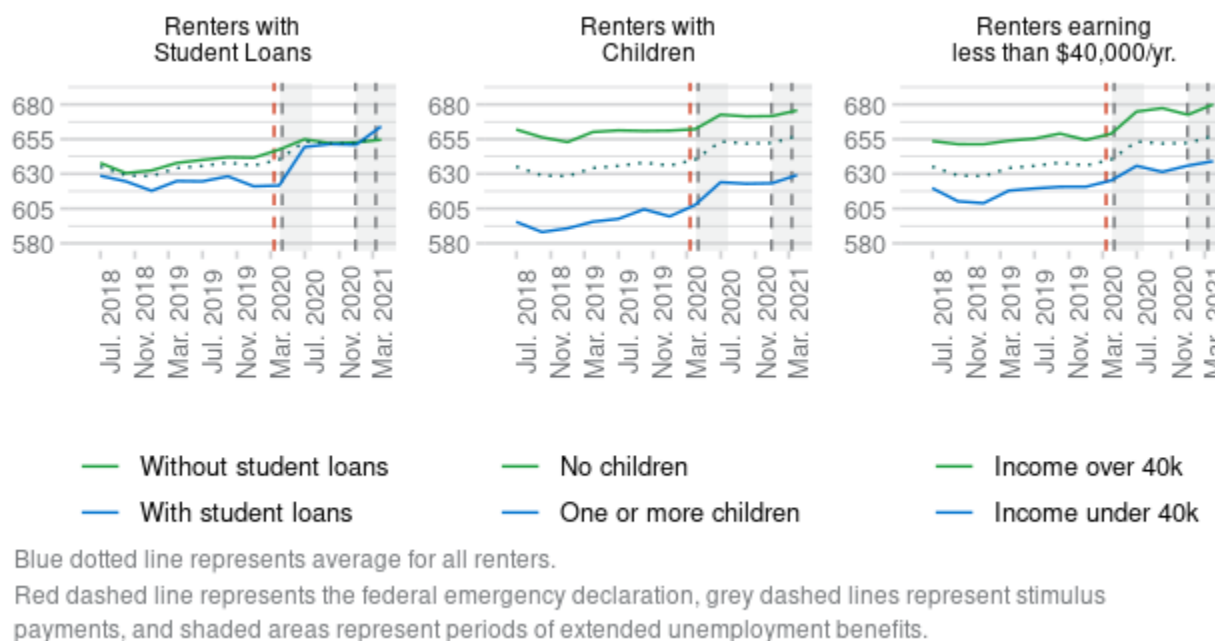 Renters with
Student Loans
Renters with
Children
Renters earning
less than $40,000/yr.
680
655
630
605
580
680
655
630
605
580
680
655
630
605
580
Jul. 2018
Nov. 2018
Mar. 2019
Jul. 2019
Nov. 2019
Mar. 2020
Jul. 2020
Nov. 2020
Mar. 2021
Jul. 2018
Nov. 2018
Mar. 2019
Jul. 2019
Nov. 2019
Mar. 2020
Jul. 2020
Nov. 2020
Mar. 2021
Jul. 2018
Nov. 2018
Mar. 2019
Jul. 2019
Nov. 2019
Mar. 2020
Jul. 2020
Nov. 2020
Mar. 2021
Without student loans
With student loans
No children
One or more children
Income over 40k
Income under 40k
Blue dotted line represents average for all renters.
Red dashed line represents the federal emergency declaration, grey dashed lines represent stimulus
payments, and shaded areas represent periods of extended unemployment benefits.